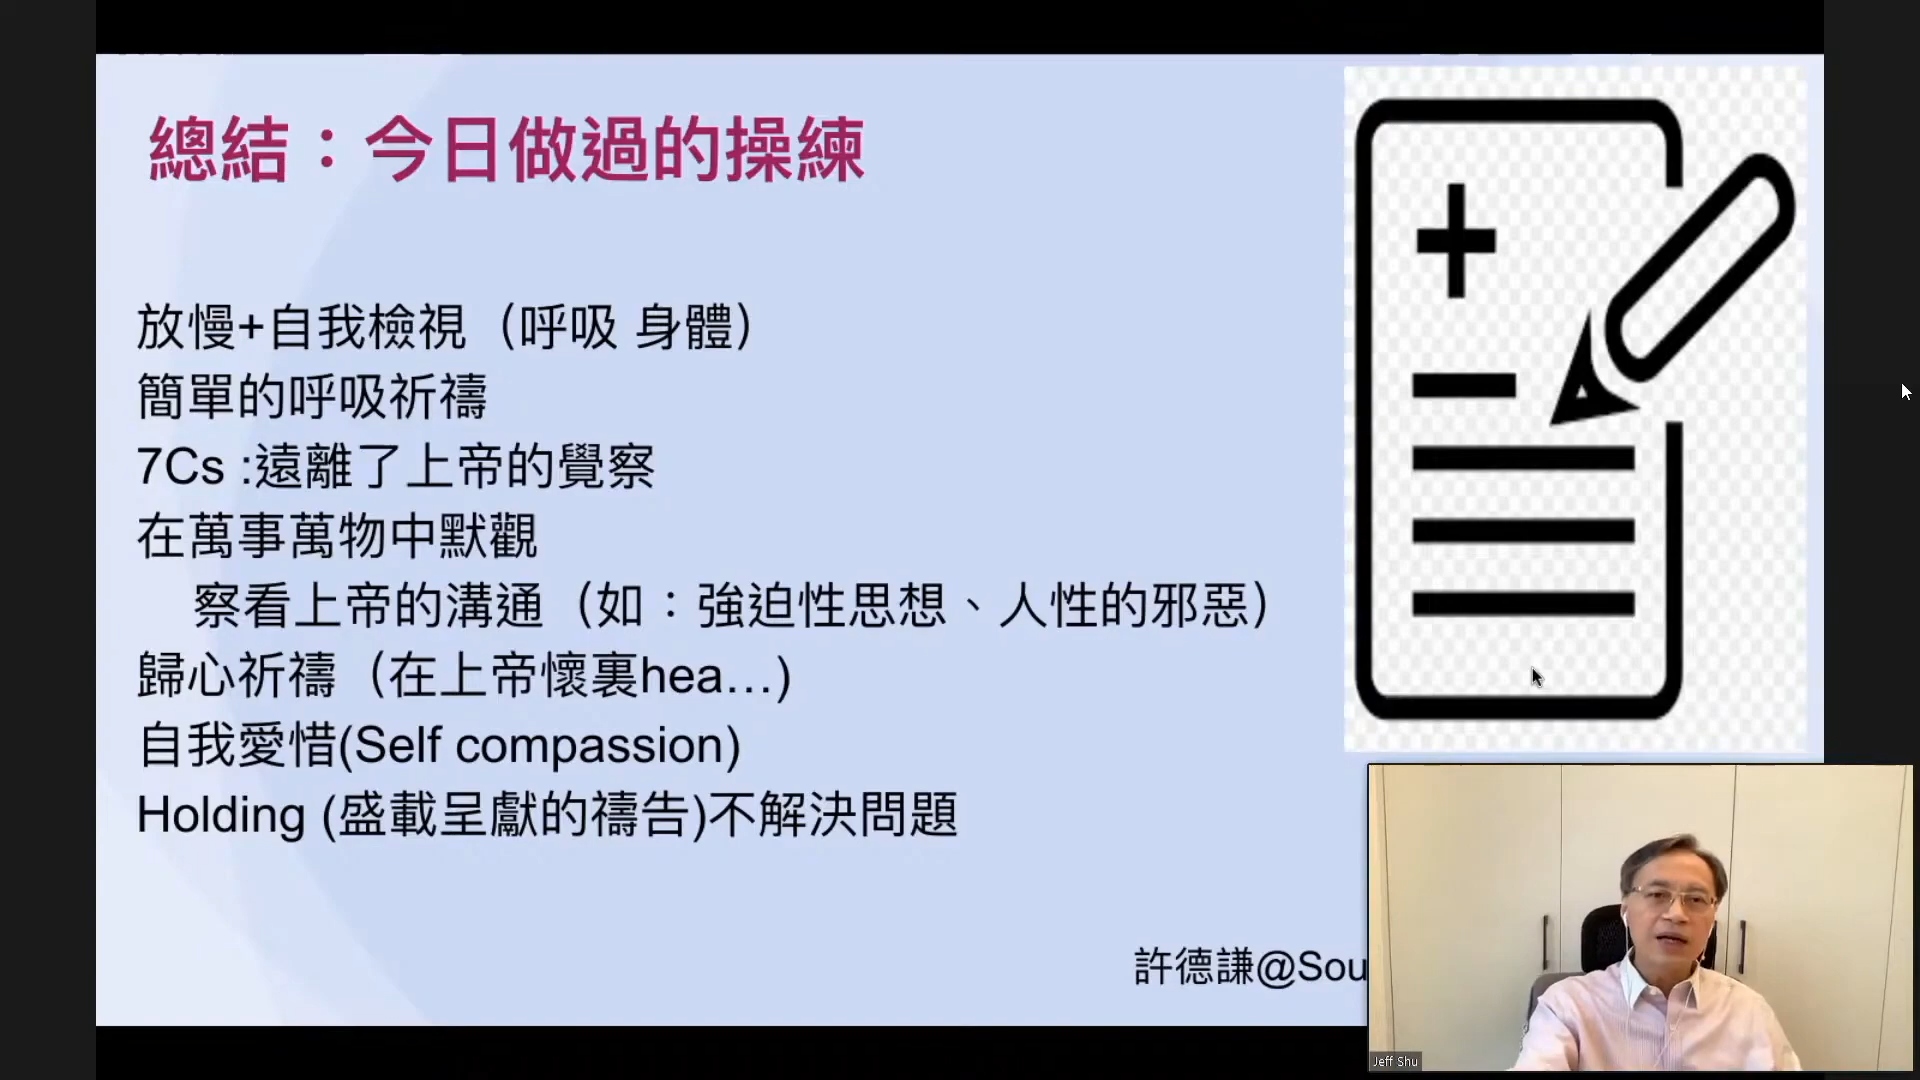 總結：今日做過的操練
放慢+自我檢視（呼吸 身體）
簡單的呼吸祈禱
7Cs :遠離了上帝的覺察
在萬事萬物中默觀
察看上帝的溝通（如：強迫性思想、人性的邪惡）
歸心祈禱（在上帝懷裏hea…)
自我愛惜(Self compassion)
Holding (盛載呈獻的禱告)不解決問題
許德謙@Sou
Jeff Shu